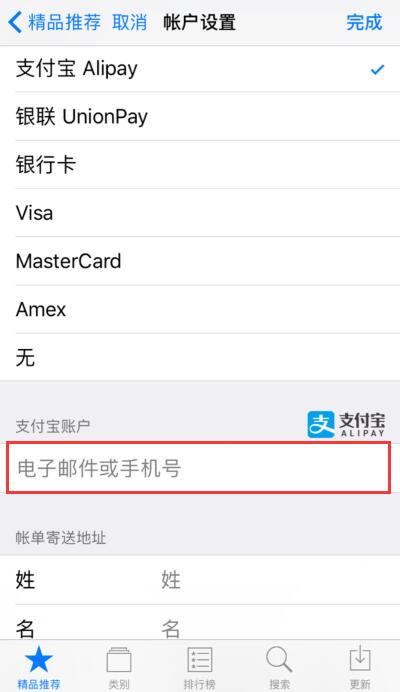 精品推荐 取消 帐户设置 完成
支付宝 Alipay
银联 UnionPay
银行卡
Visa
MasterCard
Amex
无
支付宝账户 支付宝
ALIPAY
电子邮件或手机号
帐单寄送地址
姓 姓
名 名
精品推荐 类别 排行榜 搜索 更新